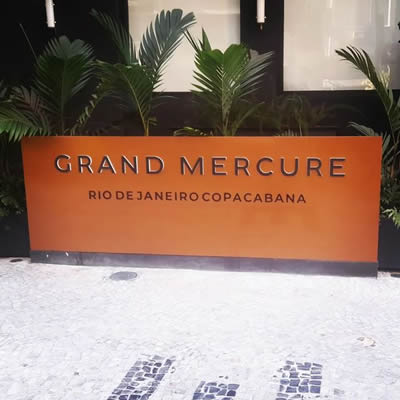 GRAND MERCURE
RIO DE JANEIRO COPACABANA